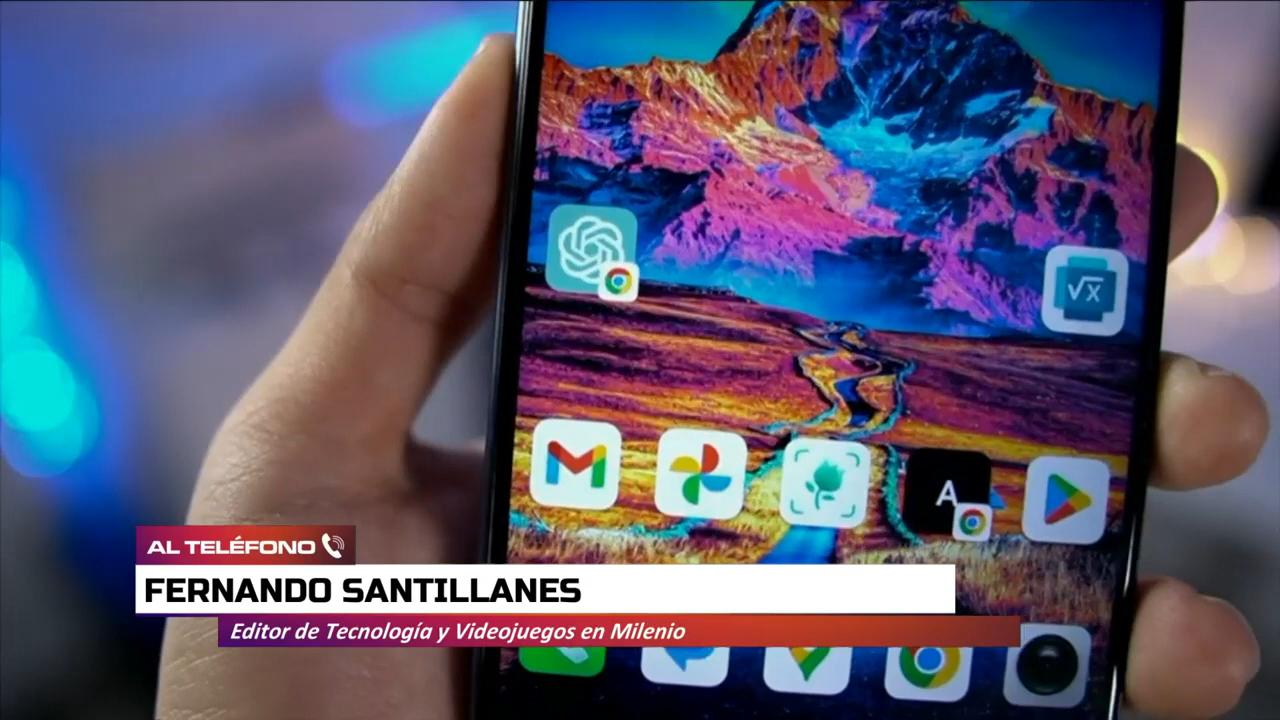 √x
A
AL TELÉFONO
FERNANDO SANTILLANES
Editor de Tecnología y Videojuegos en Milenio